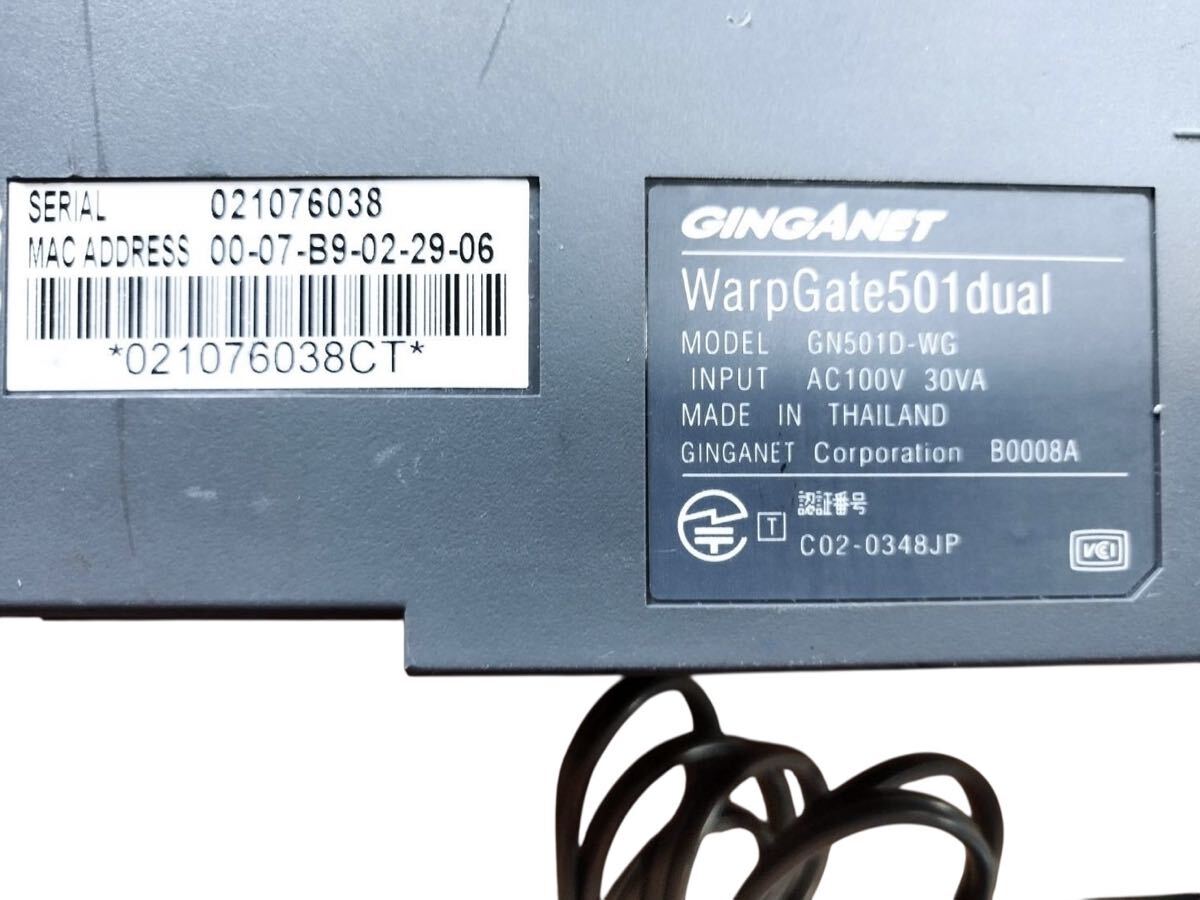 SERIAL 021076038
MAC ADDRESS 00-07-B9-02-29-06
*021076038CT*
GINGANET
WarpGate501dual
MODEL GN501D-WG
INPUT AC100V 30VA
MADE IN THAILAND
GINGANET Corporation B0008A
T 認証番号
C02-0348JP
VCI